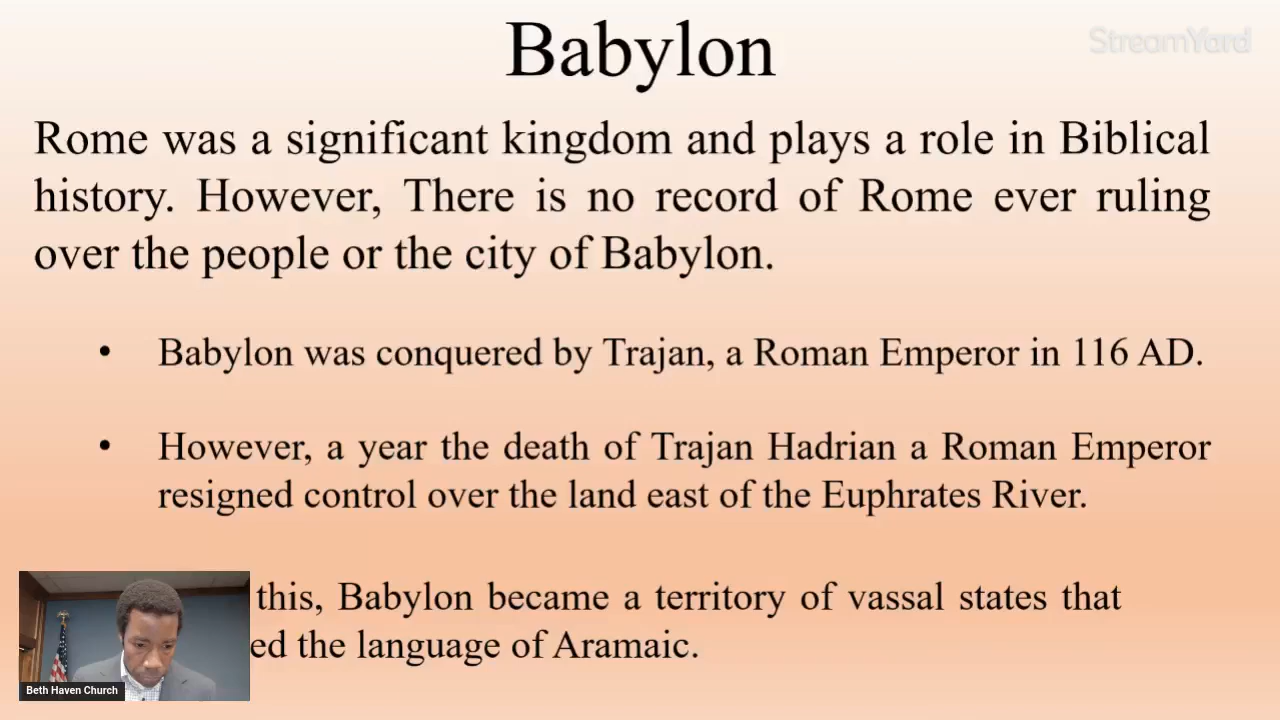 Babylon
StreamYard
Rome was a significant kingdom and plays a role in Biblical
history. However, There is no record of Rome ever ruling
over the people or the city of Babylon.
• Babylon was conquered by Trajan, a Roman Emperor in 116 AD.
• However, a year the death of Trajan Hadrian a Roman Emperor
resigned control over the land east of the Euphrates River.
this, Babylon became a territory of vassal states that
ed the language of Aramaic.
Beth Haven Church